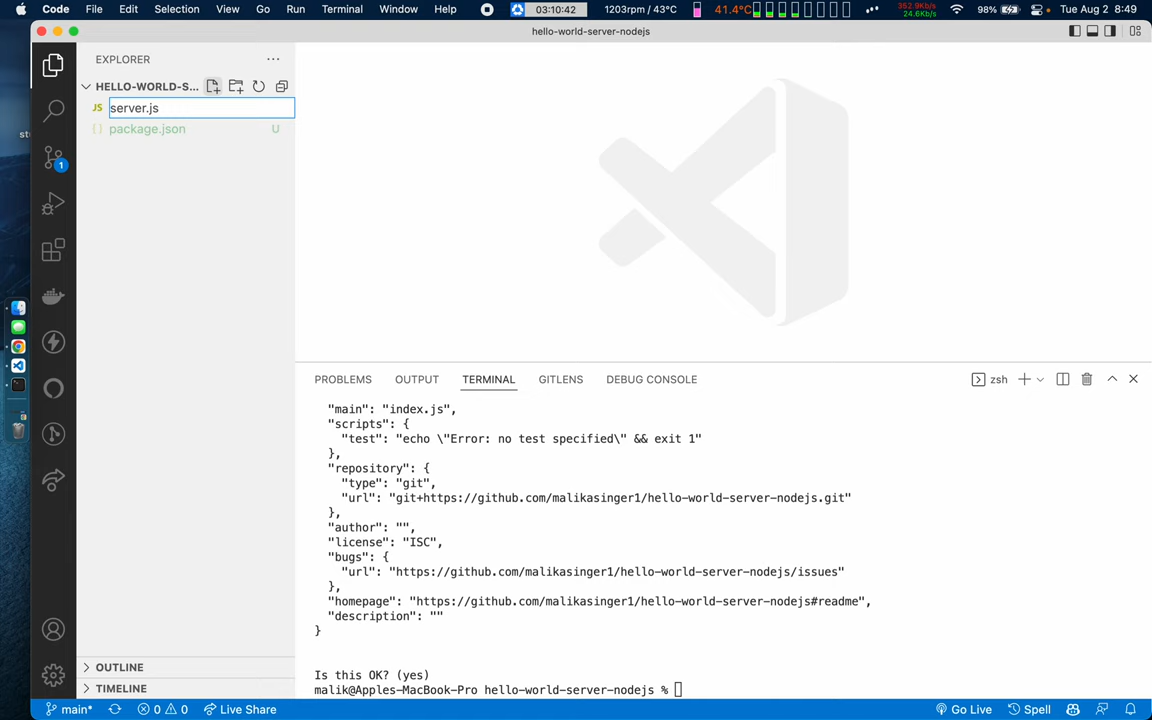 Code File Edit Selection View Go Run Terminal Window Help 03:10:42 1203rpm / 43°C 41.4°C 352.9Kb/s 24.6Kb/s 98% Tue Aug 2 8:49
hello-world-server-nodejs
EXPLORER
HELLO-WORLD-S...
JS server.js
{} package.json U
1
PROBLEMS OUTPUT TERMINAL GITLENS DEBUG CONSOLE zsh
"main": "index.js",
"scripts": {
"test": "echo \"Error: no test specified\" && exit 1"
},
"repository": {
"type": "git",
"url": "git+https://github.com/malikasinger1/hello-world-server-nodejs.git"
},
"author": "",
"license": "ISC",
"bugs": {
"url": "https://github.com/malikasinger1/hello-world-server-nodejs/issues"
},
"homepage": "https://github.com/malikasinger1/hello-world-server-nodejs#readme",
"description": ""
}
Is this OK? (yes)
malik@Apples-MacBook-Pro hello-world-server-nodejs %
OUTLINE
TIMELINE
main* 0 0 Live Share Go Live Spell